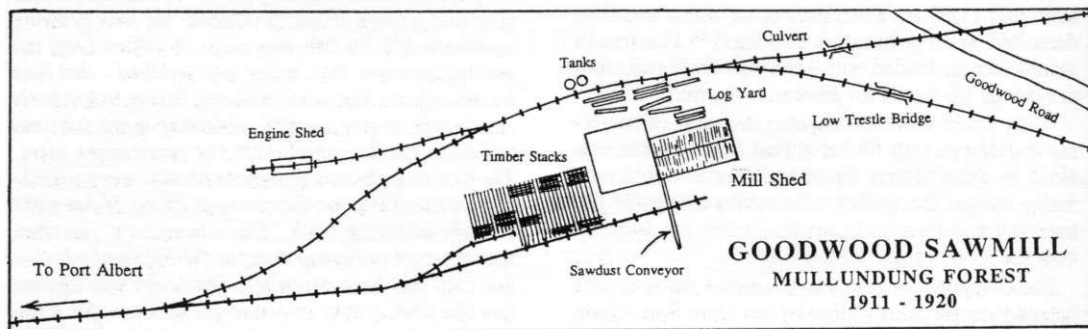 Culvert
Tanks
Goodwood Road
Log Yard
Engine Shed
Low Trestle Bridge
Timber Stacks
Mill Shed
To Port Albert
Sawdust Conveyor
GOODWOOD SAWMILL
MULLUNDUNG FOREST
1911 - 1920